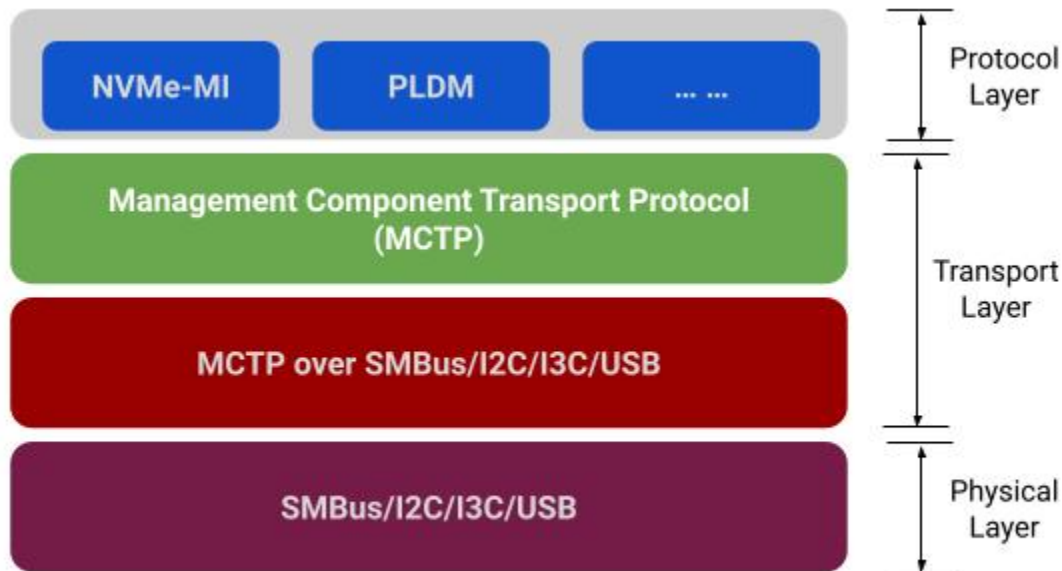 NVMe-MI
PLDM
... ...
Protocol
Layer
Management Component Transport Protocol
(MCTP)
Transport
Layer
MCTP over SMBus/I2C/I3C/USB
SMBus/I2C/I3C/USB
Physical
Layer